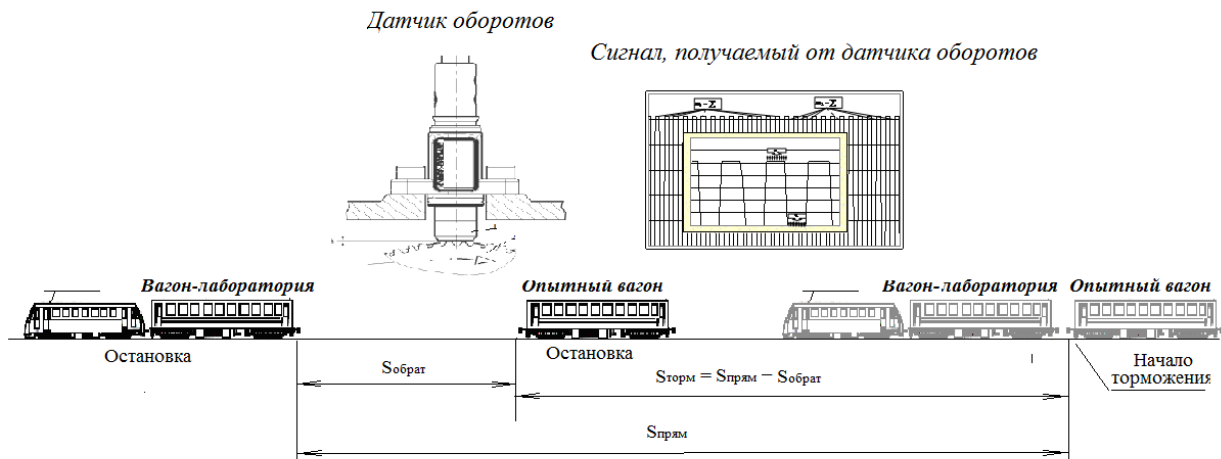 Датчик оборотов
Сигнал, получаемый от датчика оборотов
Вагон-лаборатория
Опытный вагон
Вагон-лаборатория
Опытный вагон
Остановка
Остановка
Начало
торможения
Sобрат
Sторм = Sпрям − Sобрат
Sпрям